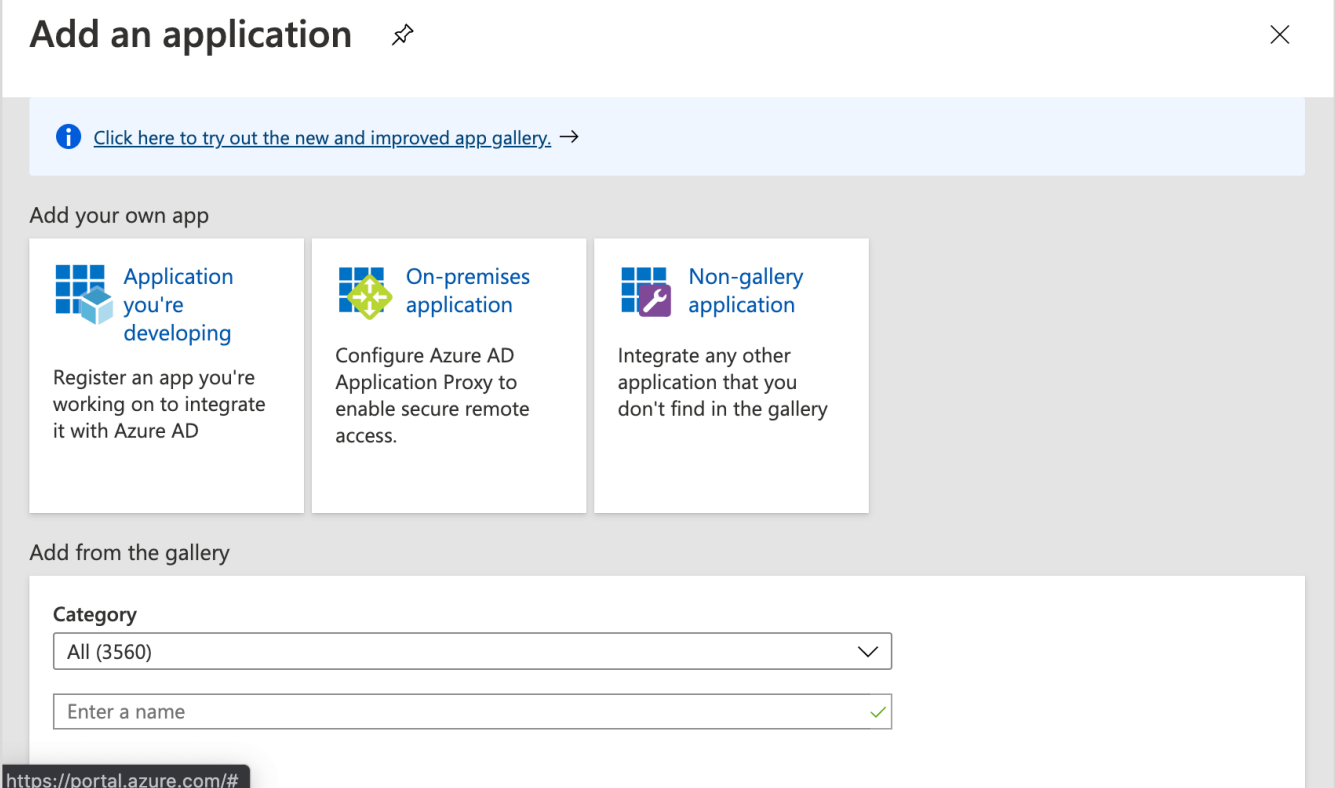 Add an application
Click here to try out the new and improved app gallery. →
Add your own app
Application
you're
developing
Register an app you're
working on to integrate
it with Azure AD
On-premises
application
Configure Azure AD
Application Proxy to
enable secure remote
access.
Non-gallery
application
Integrate any other
application that you
don't find in the gallery
Add from the gallery
Category
All (3560)
Enter a name
https://portal.azure.com/#